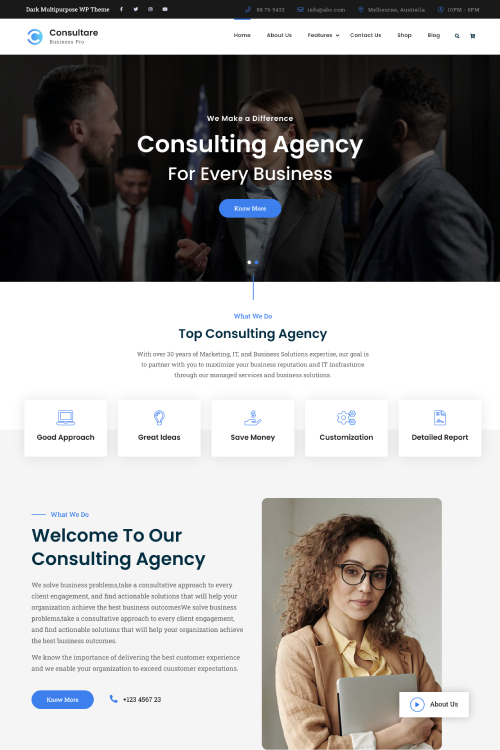 Dark Multipurpose WP Theme
98 76 5432
info@abc.com
Melbourne, Australia
10PM - 6PM
Consultare
Business Pro
Home
About Us
Features
Contact Us
Shop
Blog
We Make a Difference
Consulting Agency
For Every Business
Know More
What We Do
Top Consulting Agency
With over 30 years of Marketing, IT, and Business Solutions expertise, our goal is
to partner with you to maximize your business reputation and IT insfrasturce
through our managed services and business solutions.
Good Approach
Great Ideas
Save Money
Customization
Detailed Report
What We Do
Welcome To Our
Consulting Agency
We solve business problems,take a consultative approach to every
client engagement, and find actionable solutions that will help your
organization achieve the best business outcomesWe solve business
problems,take a consultative approach to every client engagement,
and find actionable solutions that will help your organization achieve
the best business outcomes.
We know the importance of delivering the best customer experience
and we enable your organization to exceed cuustomer expectations.
Know More
+123 4567 23
About Us